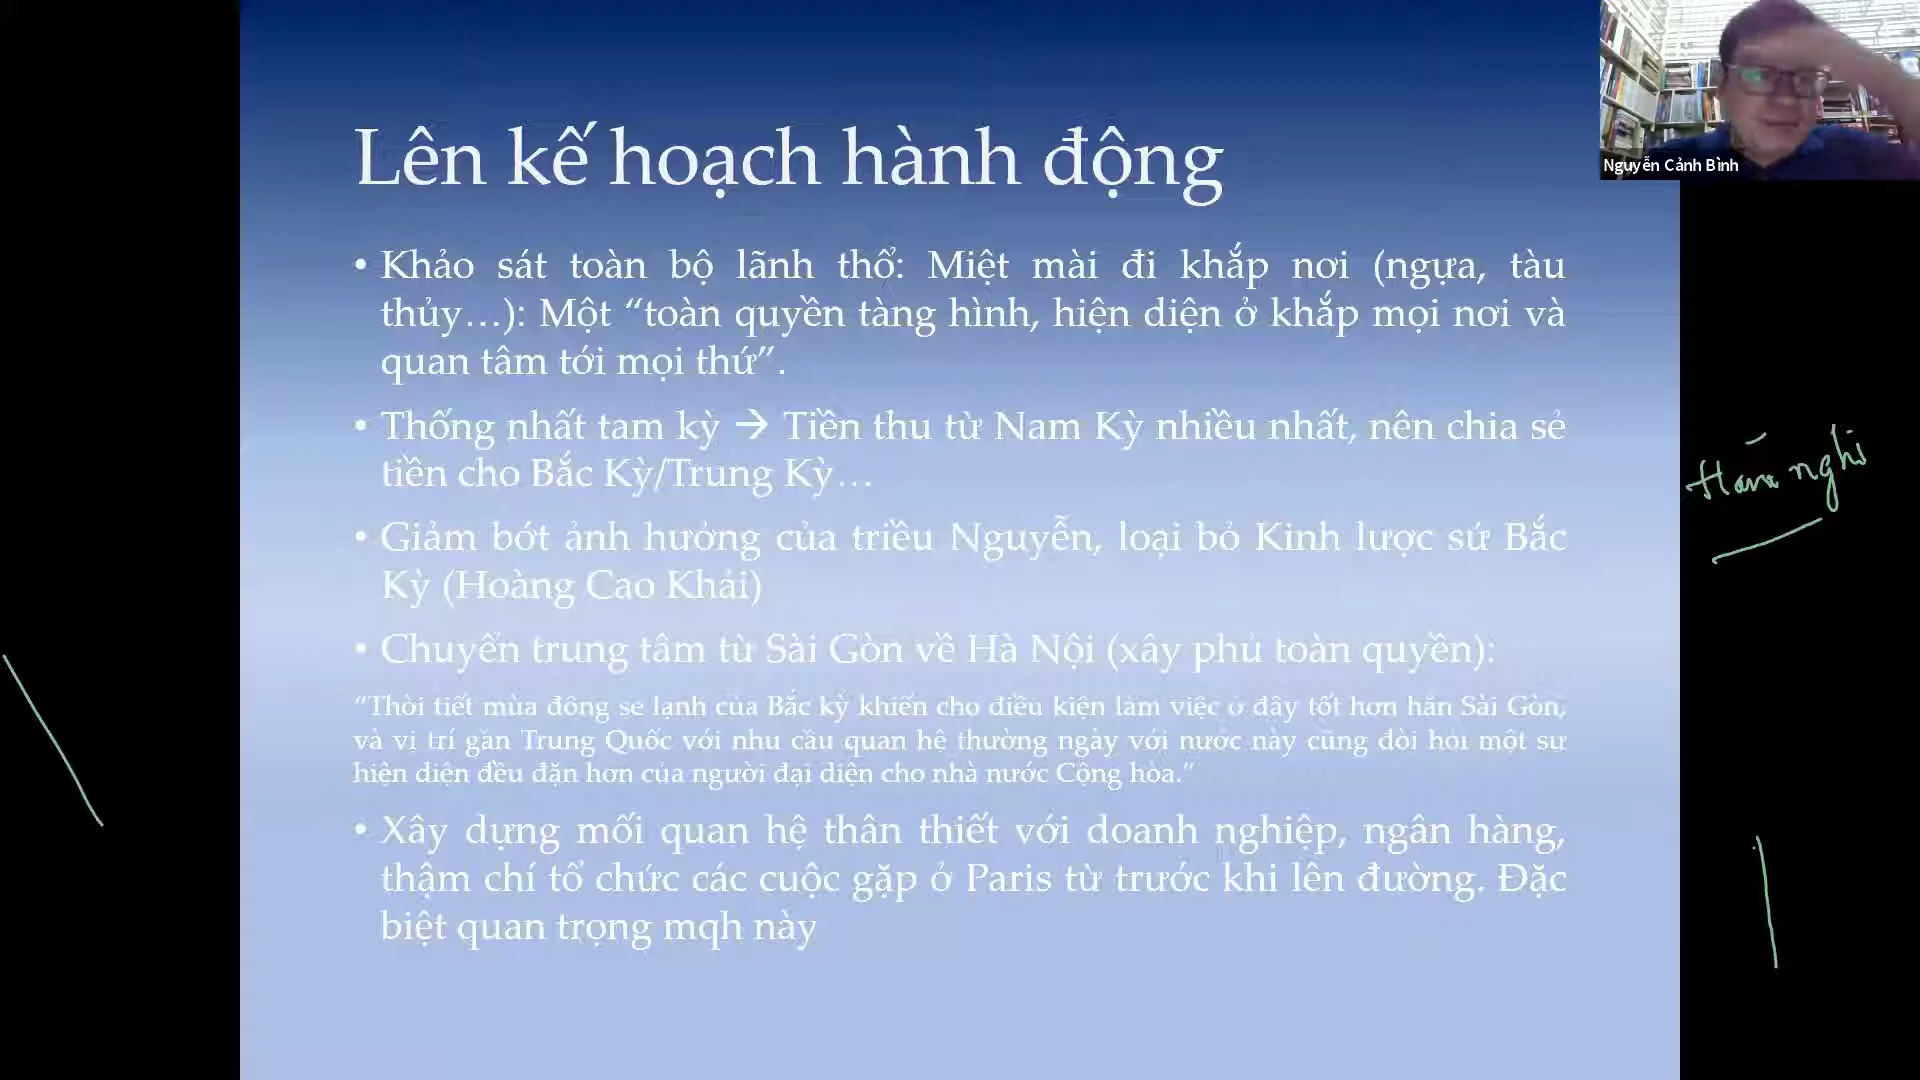 Lên kế hoạch hành động
Nguyễn Cảnh Bình
• Khảo sát toàn bộ lãnh thổ: Miệt mài đi khắp nơi (ngựa, tàu
thủy…): Một “toàn quyền tàng hình, hiện diện ở khắp mọi nơi và
quan tâm tới mọi thứ”.
• Thống nhất tam kỳ → Tiền thu từ Nam Kỳ nhiều nhất, nên chia sẻ
tiền cho Bắc Kỳ/Trung Kỳ…
• Giảm bớt ảnh hưởng của triều Nguyễn, loại bỏ Kinh lược sứ Bắc
Kỳ (Hoàng Cao Khải)
• Chuyển trung tâm từ Sài Gòn về Hà Nội (xây phủ toàn quyền):
“Thời tiết mùa đông se lạnh của Bắc kỳ khiến cho điều kiện làm việc ở đây tốt hơn hẳn Sài Gòn,
và vị trí gần Trung Quốc với nhu cầu quan hệ thường ngày với nước này cũng đòi hỏi một sự
hiện diện đều đặn hơn của người đại diện cho nhà nước Cộng hòa.”
• Xây dựng mối quan hệ thân thiết với doanh nghiệp, ngân hàng,
thậm chí tổ chức các cuộc gặp ở Paris từ trước khi lên đường. Đặc
biệt quan trọng mqh này
nghi